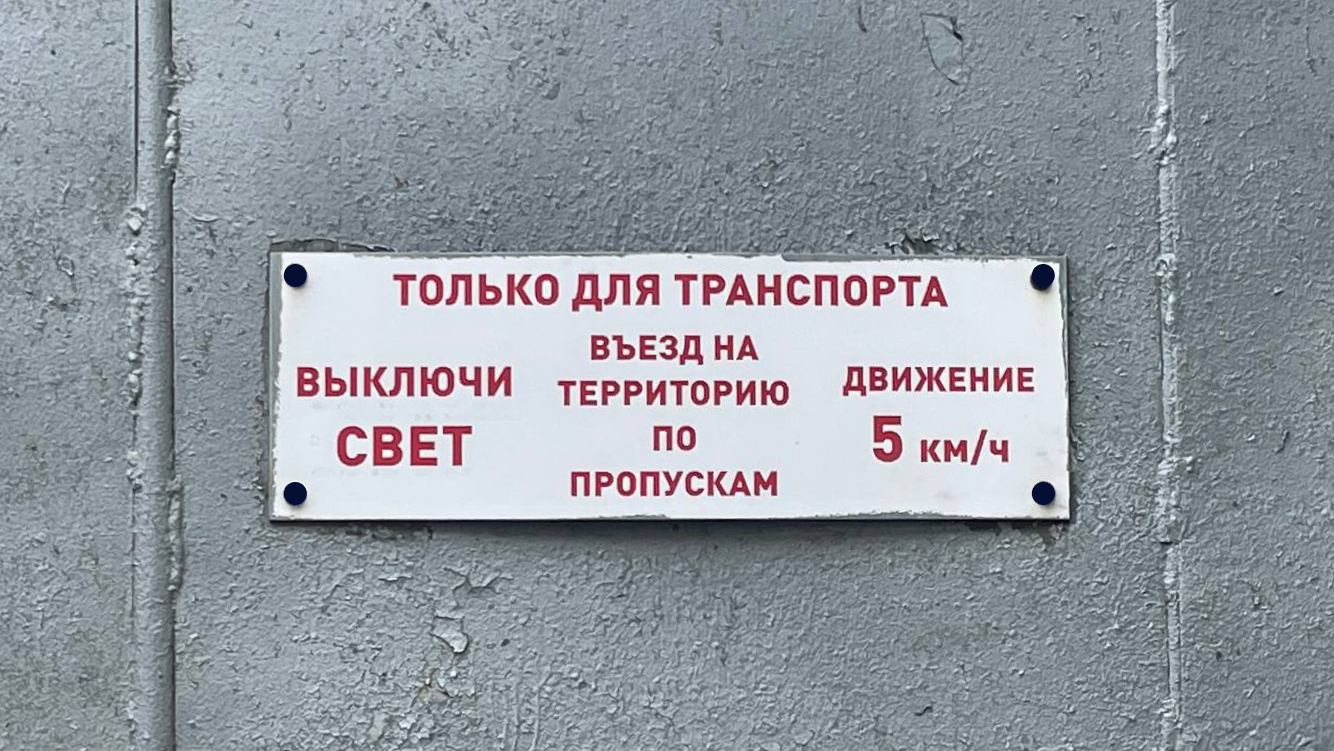 ТОЛЬКО ДЛЯ ТРАНСПОРТА
ВЫКЛЮЧИ
СВЕТ
ВЪЕЗД НА
ТЕРРИТОРИЮ
ПО
ПРОПУСКАМ
ДВИЖЕНИЕ
5 км/ч